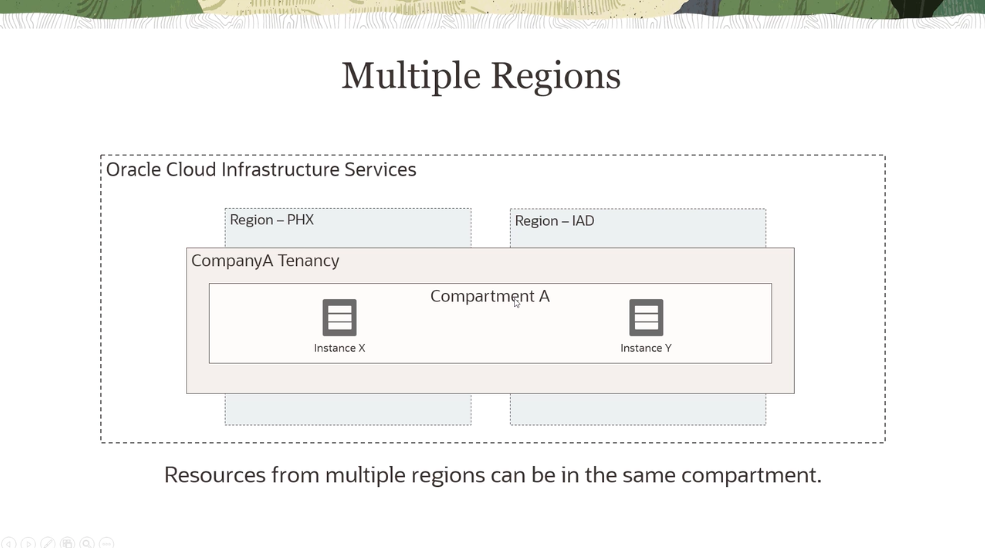 Multiple Regions
Oracle Cloud Infrastructure Services
Region – PHX
Region – IAD
CompanyA Tenancy
Compartment A
Instance X
Instance Y
Resources from multiple regions can be in the same compartment.